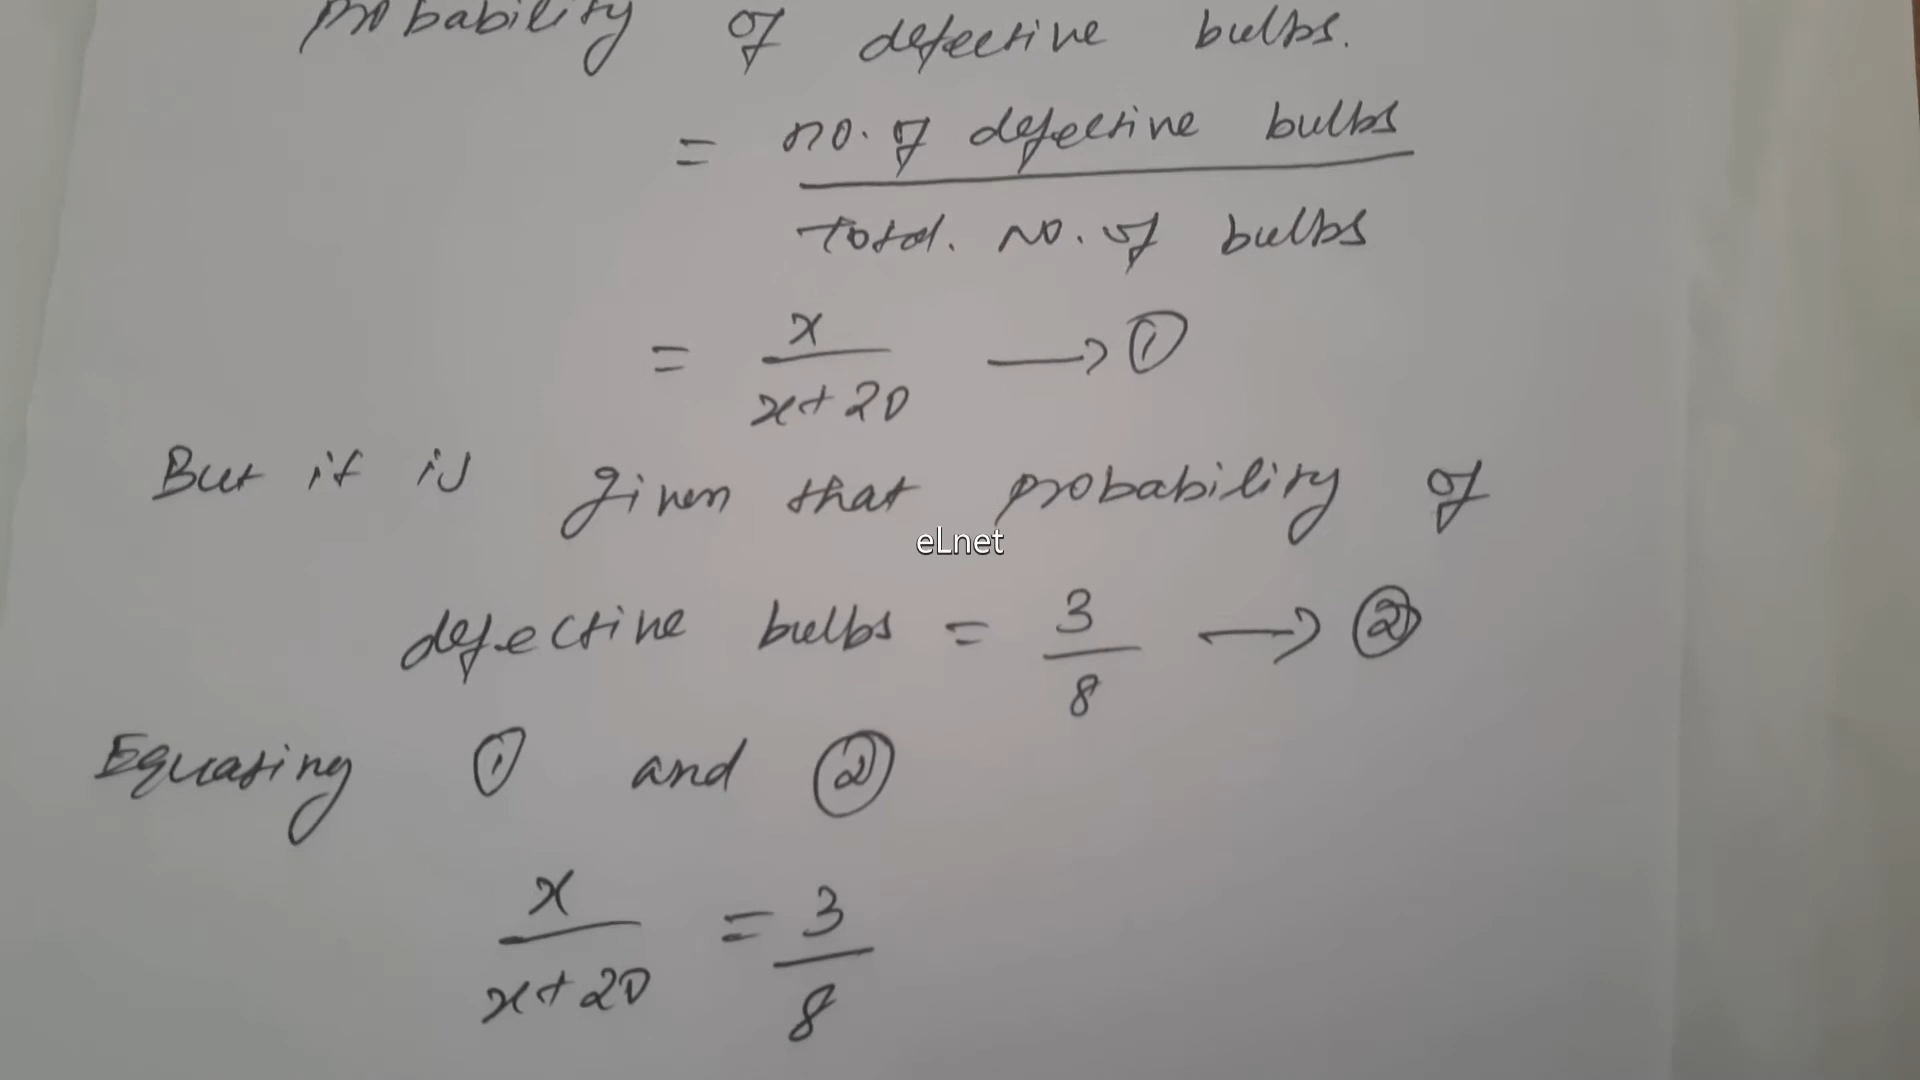 probability of defective bulbs.
= no. of defective bulbs
Total. No. of bulbs
= x
x+20 → ①
But it is given that probability of
eLnet
defective bulbs = 3/8 → ②
Equating ① and ②
x/x+20 = 3/8